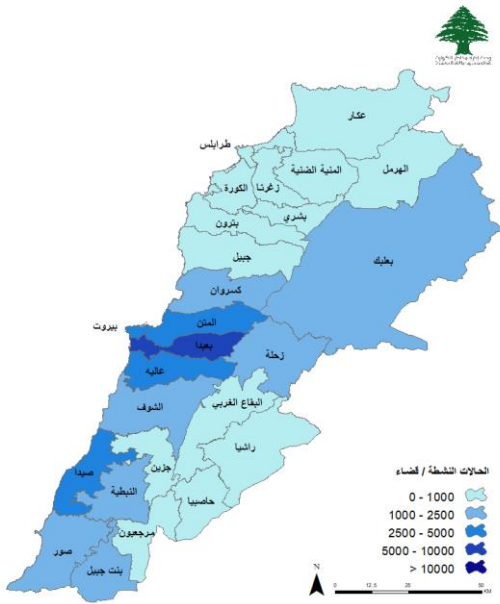 عكار
طرابلس
المنية الضنية
الهرمل
زغرتا
الكورة
بشري
بترون
جبيل
بعلبك
كسروان
المتن
بيروت
بعبدا
زحلة
عاليه
الشوف
البقاع الغربي
راشيا
صيدا
جزين
النبطية
حاصبيا
مرجعيون
صور
بنت جبيل
الحالات النشطة / قضاء
0 - 1000
1000 - 2500
2500 - 5000
5000 - 10000
> 10000
N
0 12.5 25 50